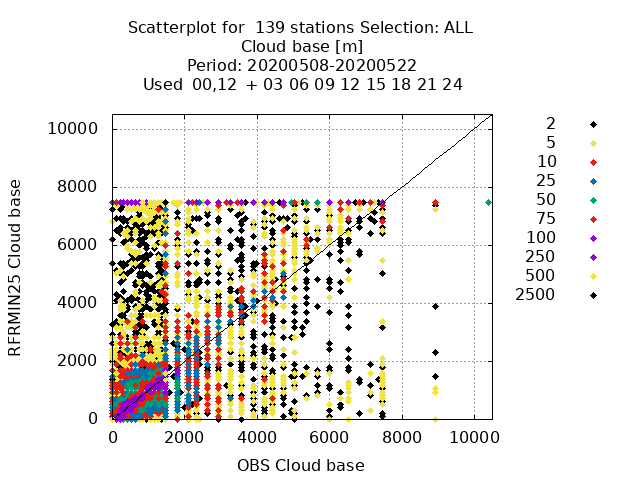 Scatterplot for  139 stations Selection: ALL
Cloud base [m]
Period: 20200508-20200522
Used  00,12  + 03 06 09 12 15 18 21 24
RFRMIN25 Cloud base
10000
8000
6000
4000
2000
0
0 2000 4000 6000 8000 10000
OBS Cloud base
2
5
10
25
50
75
100
250
500
2500